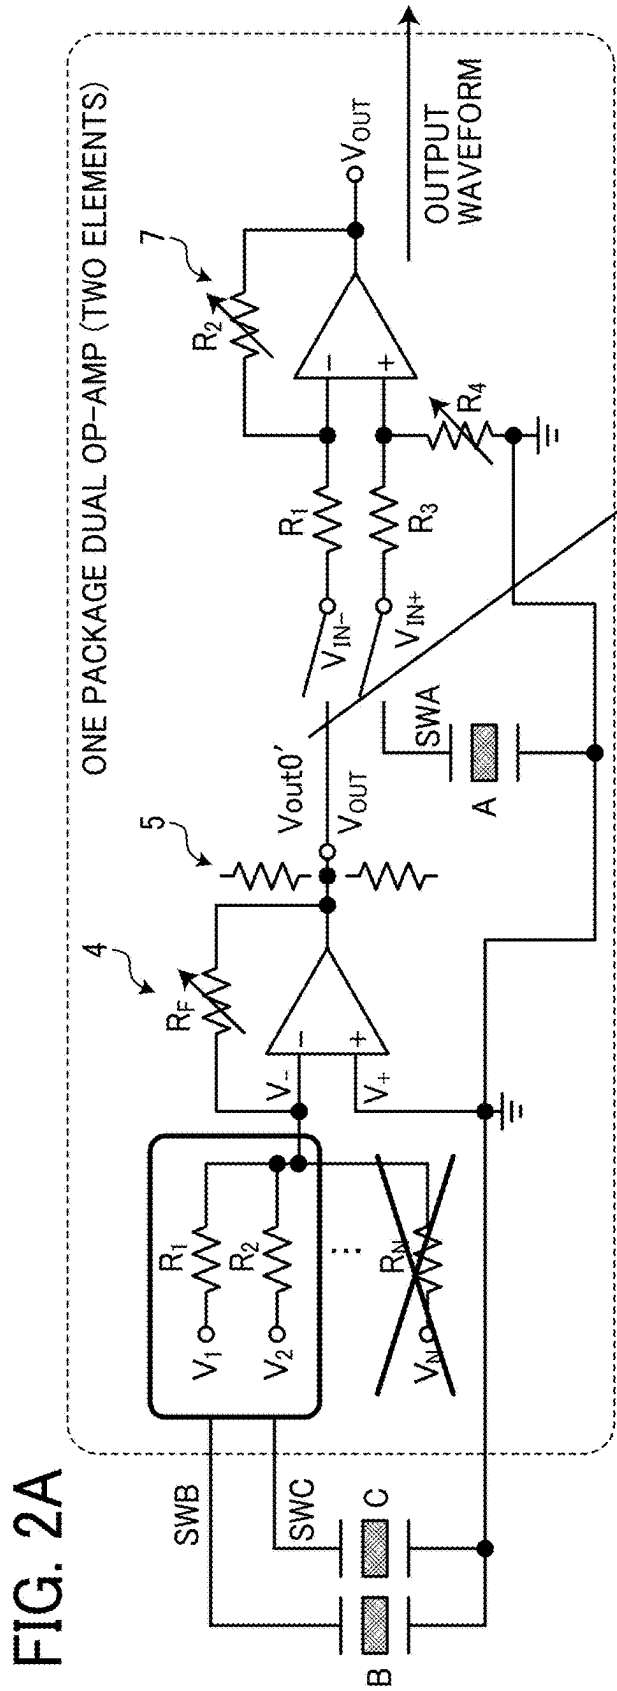 FIG. 2A
ONE PACKAGE DUAL OP-AMP (TWO ELEMENTS)
SWB
SWC
B
C
V1
R1
V2
R2
...
VN
RN
V-
V+
RF
4
−
+
5
Vout0'
VOUT
SWA
A
VIN-
VIN+
R1
R3
R2
7
−
+
R4
VOUT
OUTPUT
WAVEFORM